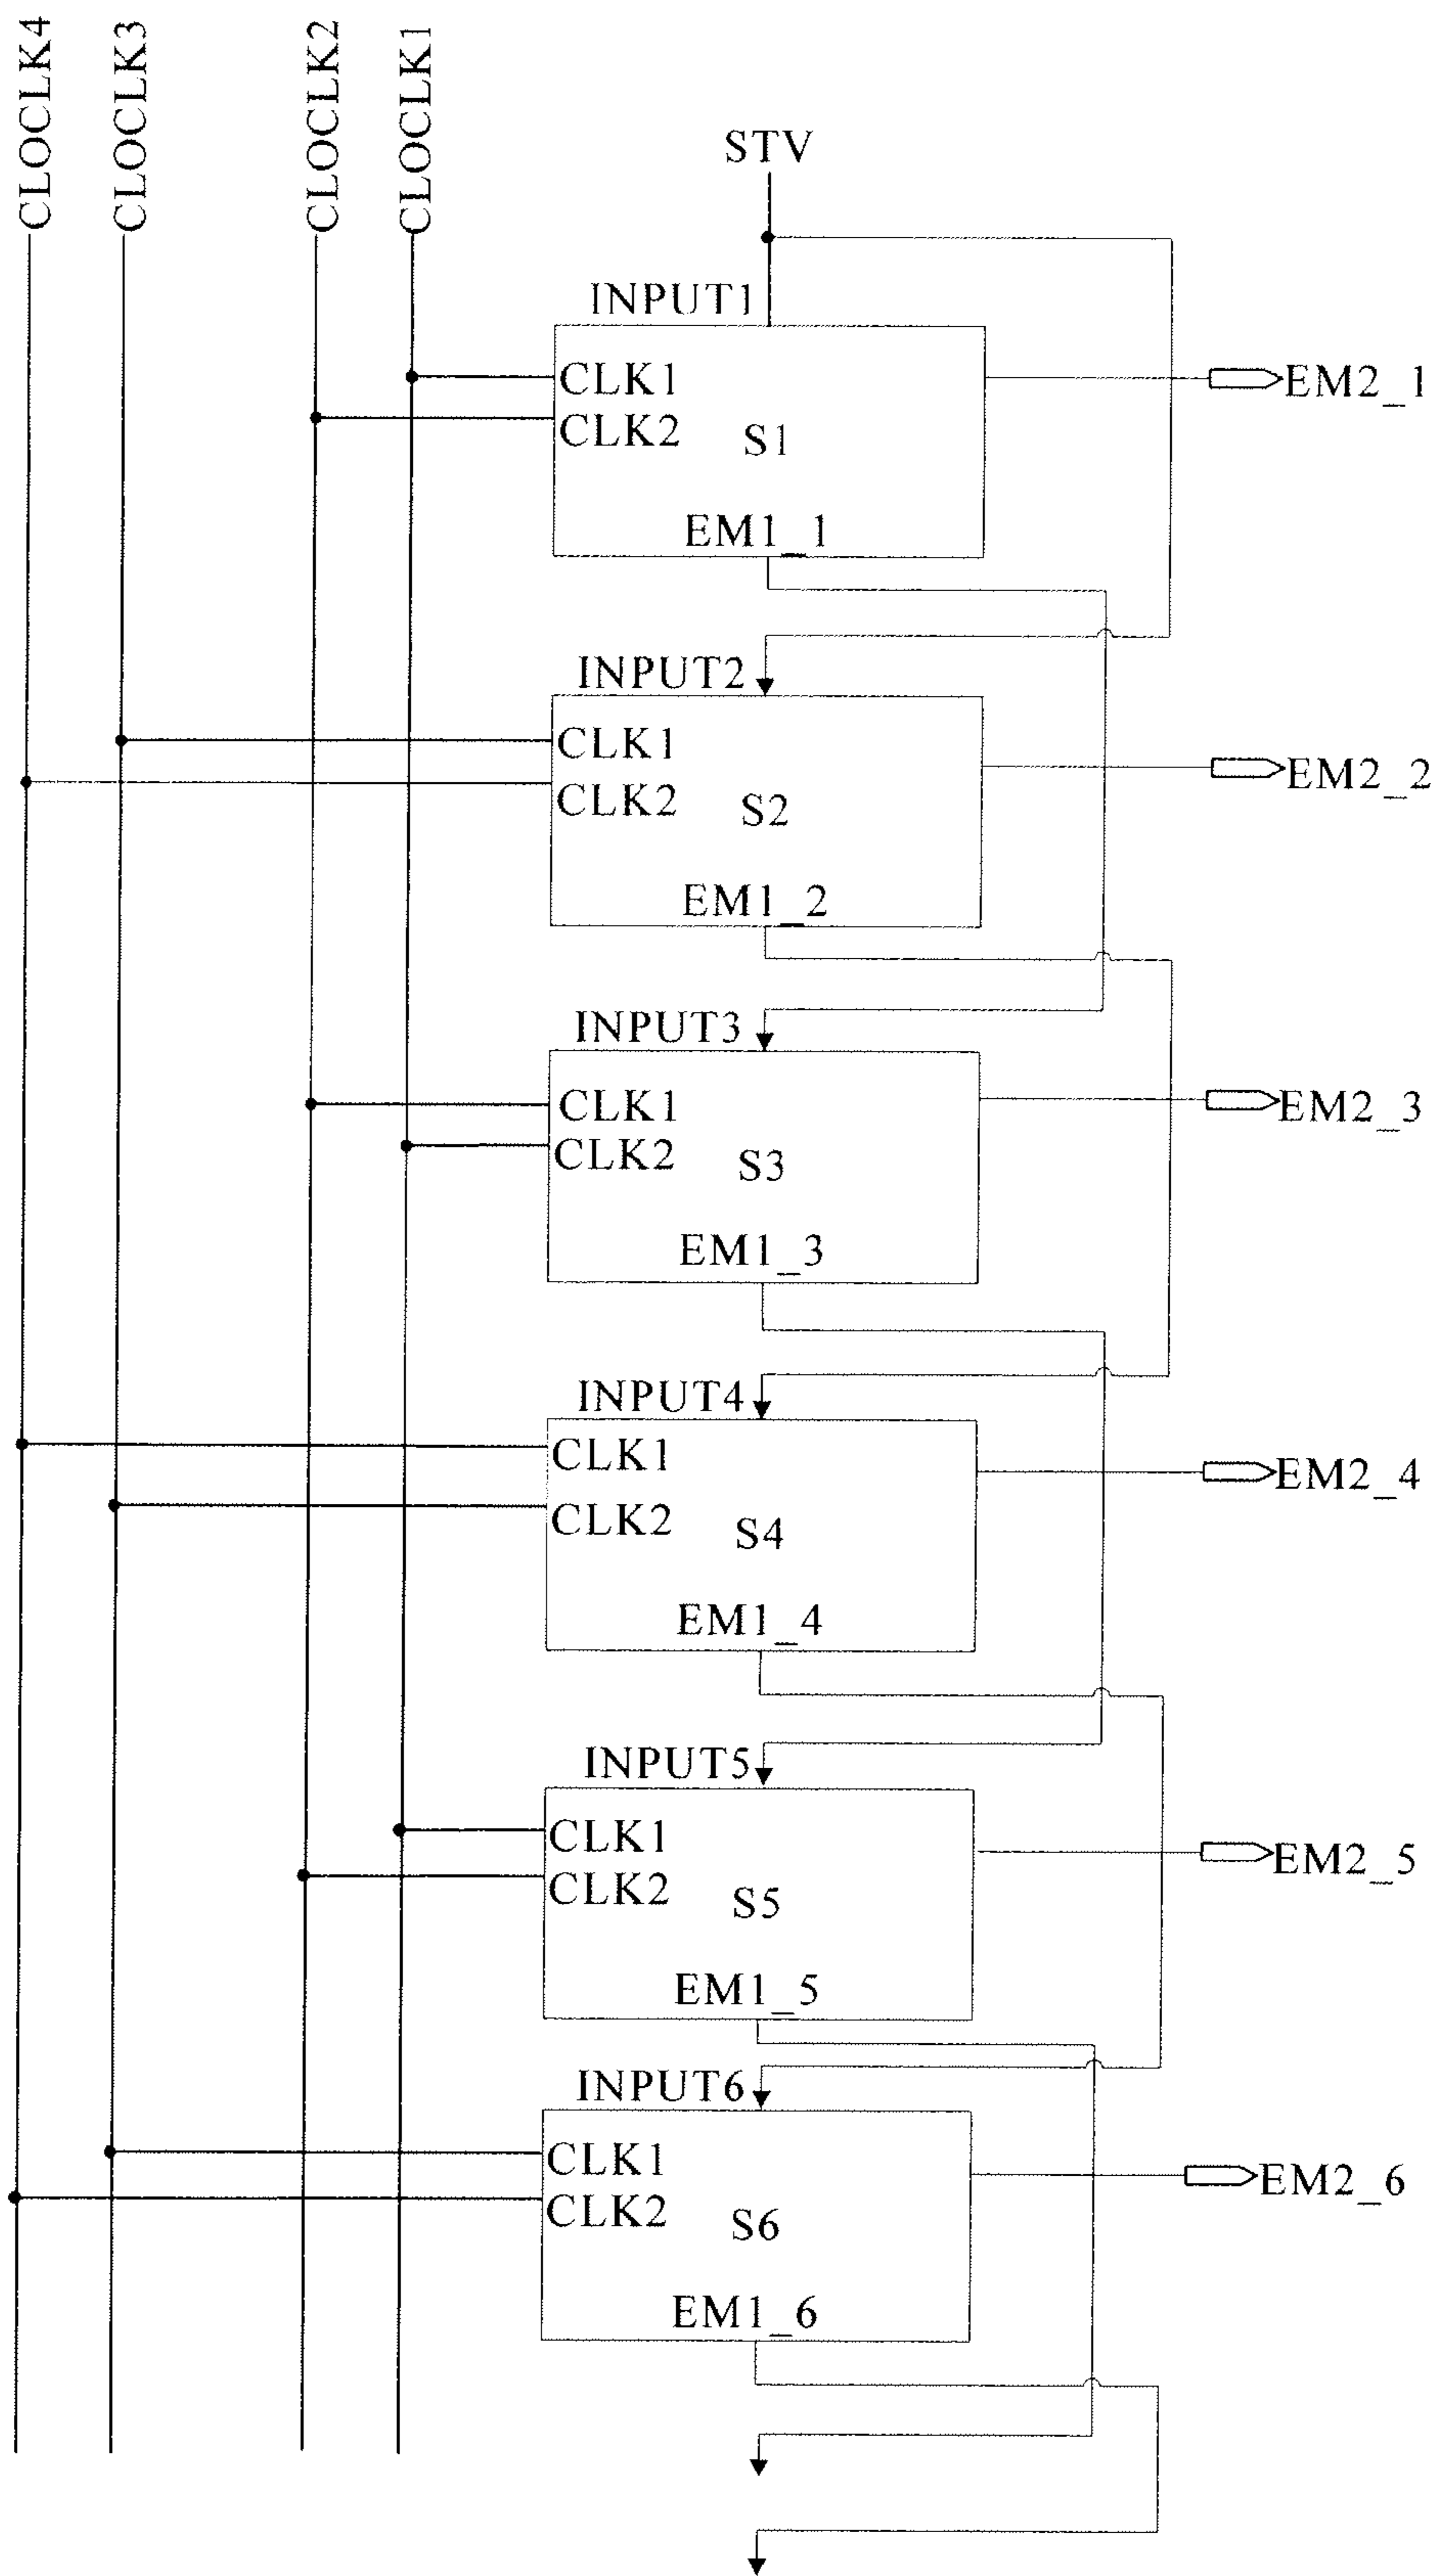 CLOCLK4
CLOCLK3
CLOCLK2
CLOCLK1
STV
INPUT1
CLK1
CLK2
S1
EM1_1
EM2_1
INPUT2
CLK1
CLK2
S2
EM1_2
EM2_2
INPUT3
CLK1
CLK2
S3
EM1_3
EM2_3
INPUT4
CLK1
CLK2
S4
EM1_4
EM2_4
INPUT5
CLK1
CLK2
S5
EM1_5
EM2_5
INPUT6
CLK1
CLK2
S6
EM1_6
EM2_6